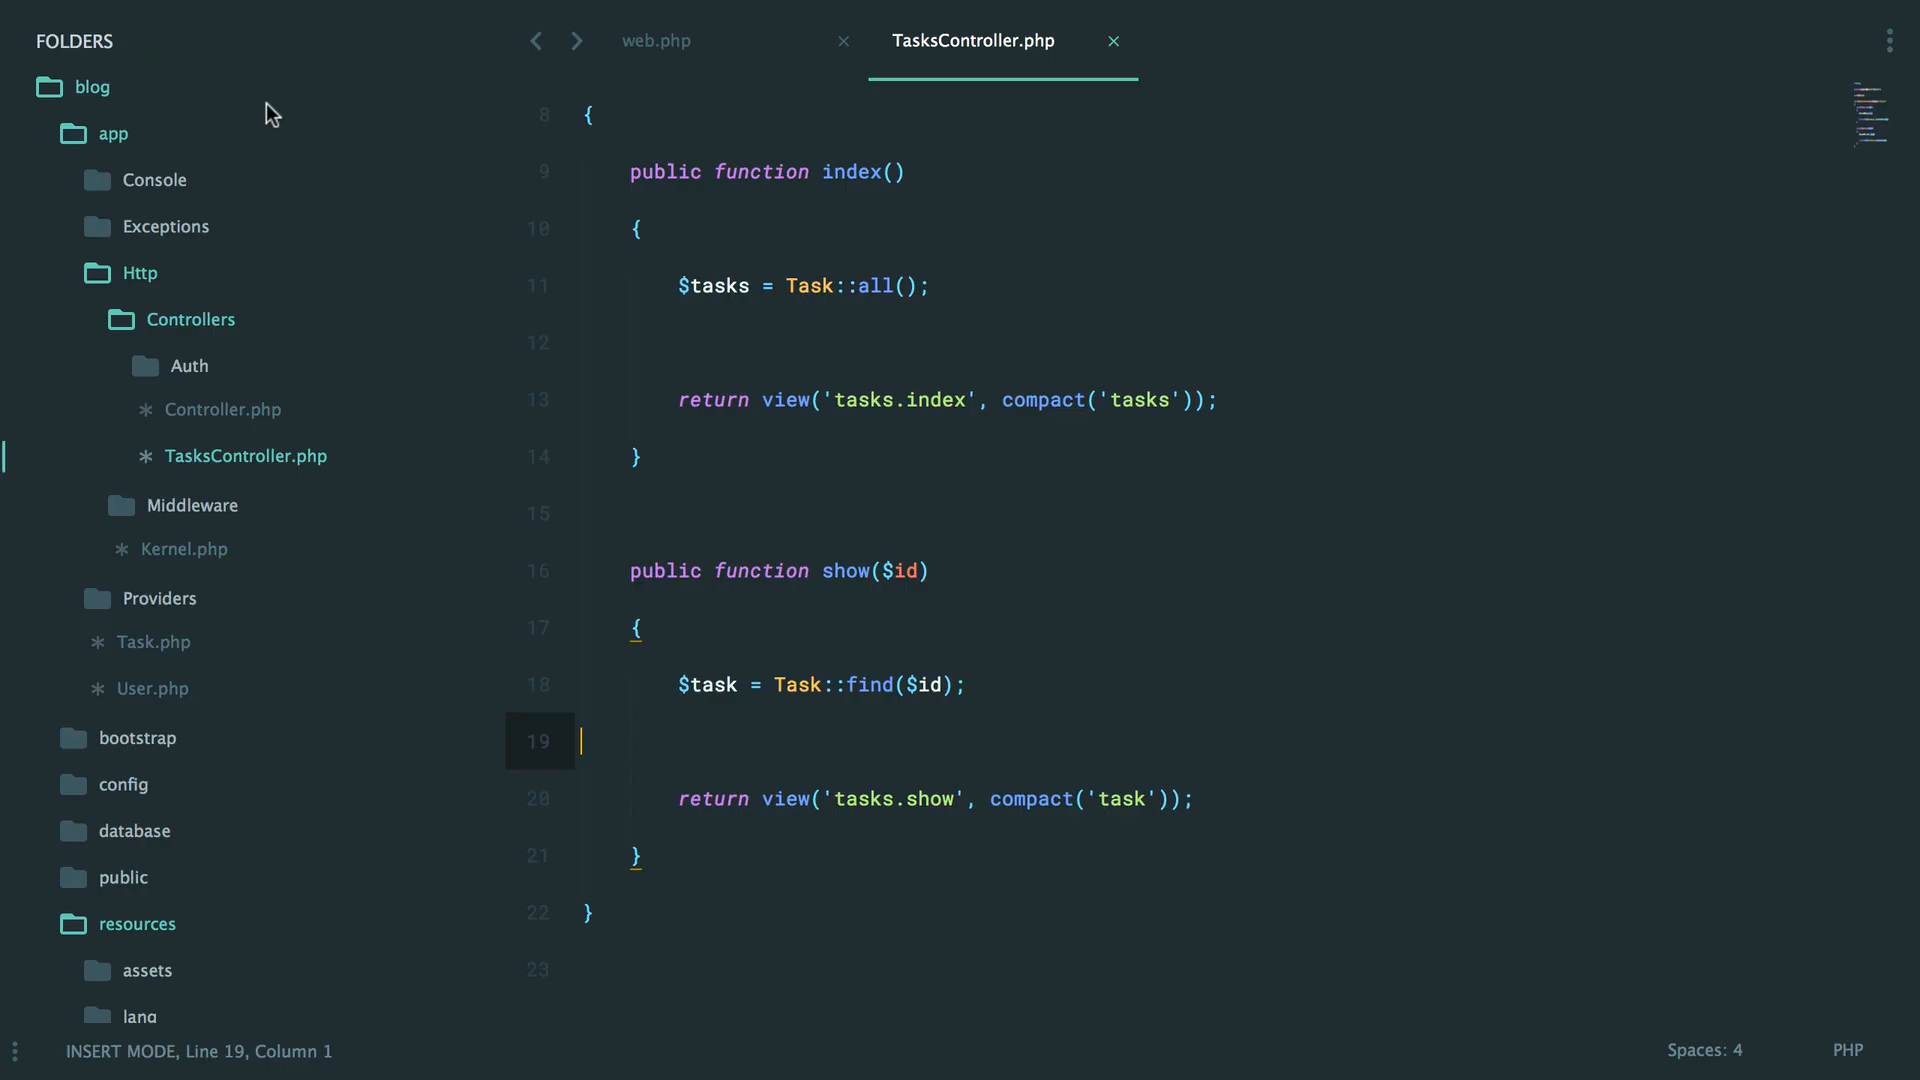 FOLDERS
blog
app
Console
Exceptions
Http
Controllers
Auth
Controller.php
TasksController.php
Middleware
Kernel.php
Providers
Task.php
User.php
bootstrap
config
database
public
resources
assets
lang
web.php
TasksController.php
8 {
9 public function index()
10 {
11 $tasks = Task::all();
12
13 return view('tasks.index', compact('tasks'));
14 }
15
16 public function show($id)
17 {
18 $task = Task::find($id);
19
20 return view('tasks.show', compact('task'));
21 }
22 }
23
INSERT MODE, Line 19, Column 1
Spaces: 4
PHP